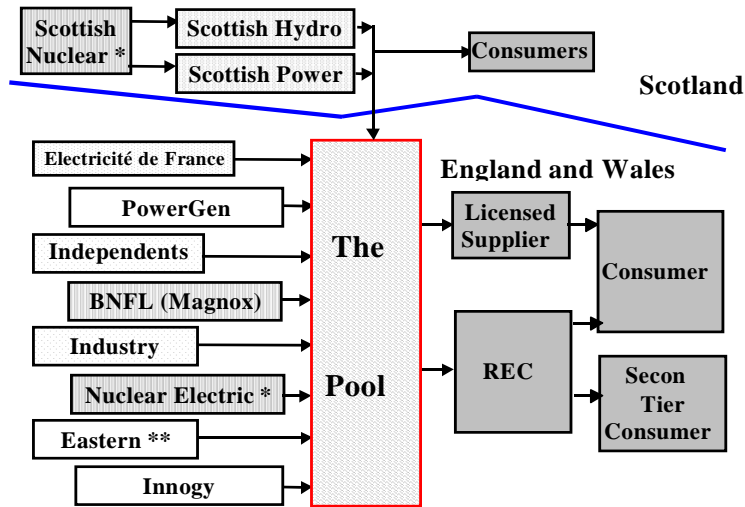 Scottish
Nuclear *
Scottish Hydro
Scottish Power
Consumers
Scotland
England and Wales
Electricité de France
PowerGen
Independents
BNFL (Magnox)
Industry
Nuclear Electric *
Eastern **
Innogy
The
Pool
Licensed
Supplier
REC
Consumer
Secon
Tier
Consumer